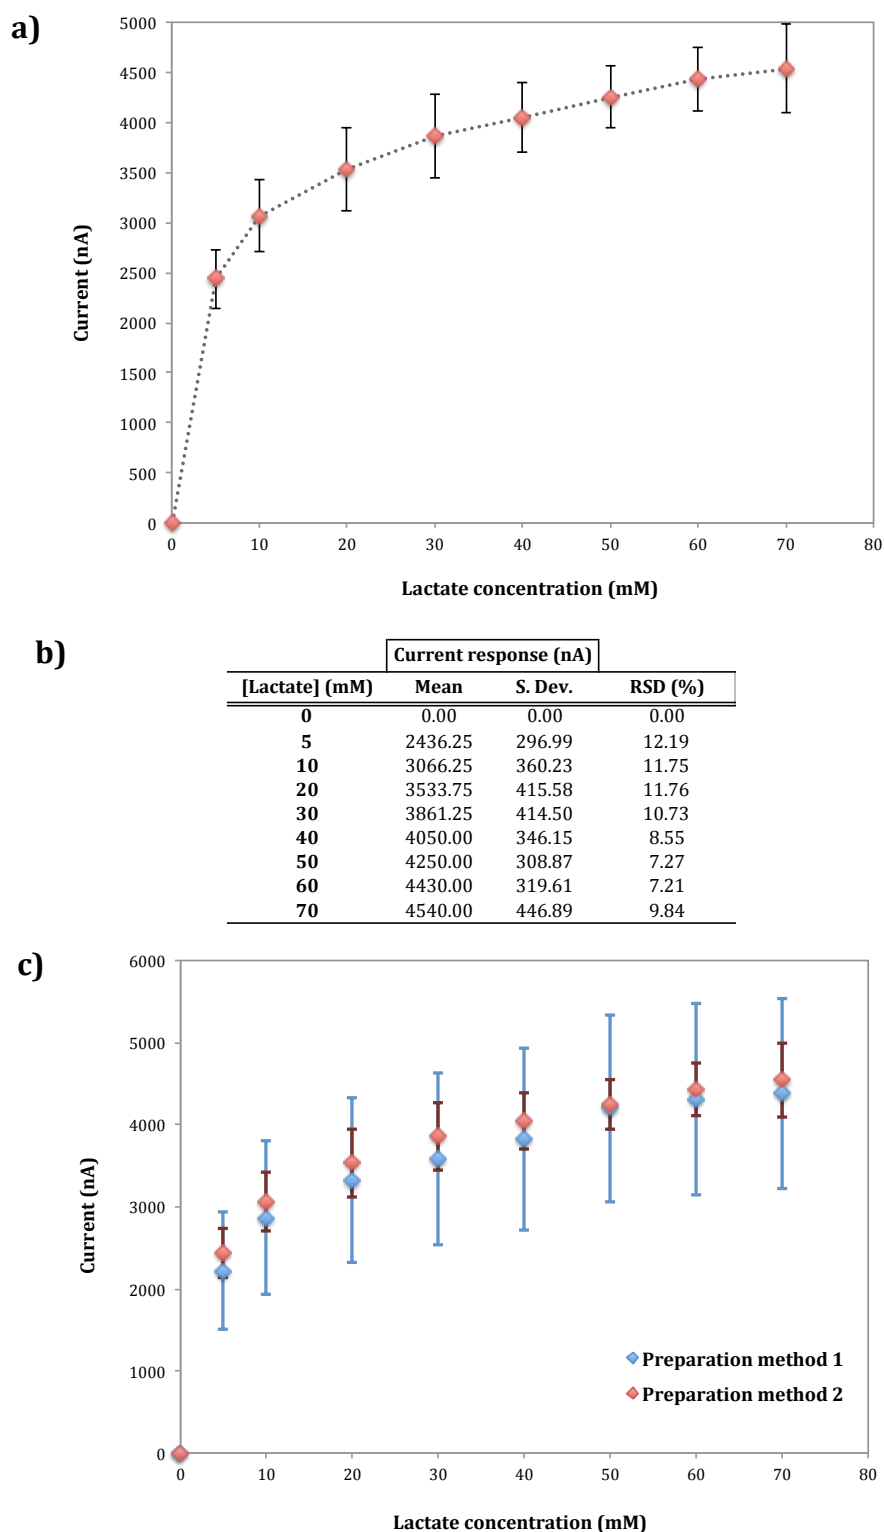 a)
5000
4500
4000
3500
3000
2500
2000
1500
1000
500
0
Current (nA)
0 10 20 30 40 50 60 70 80
Lactate concentration (mM)
b)
Current response (nA)
[Lactate] (mM) Mean S. Dev. RSD (%)
0 0.00 0.00 0.00
5 2436.25 296.99 12.19
10 3066.25 360.23 11.75
20 3533.75 415.58 11.76
30 3861.25 414.50 10.73
40 4050.00 346.15 8.55
50 4250.00 308.87 7.27
60 4430.00 319.61 7.21
70 4540.00 446.89 9.84
c)
6000
5000
4000
3000
2000
1000
0
Current (nA)
Preparation method 1
Preparation method 2
0 10 20 30 40 50 60 70 80
Lactate concentration (mM)